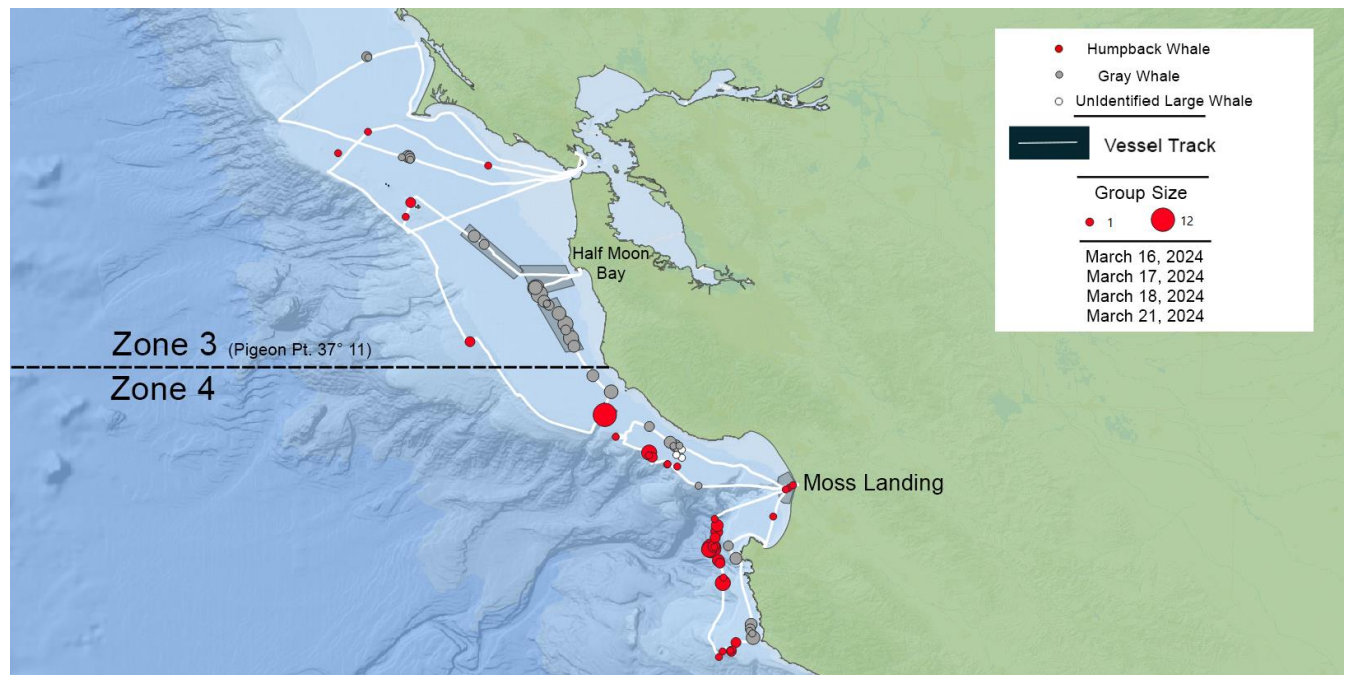 Humpback Whale
Gray Whale
UnIdentified Large Whale
Vessel Track
Group Size
1 12
March 16, 2024
March 17, 2024
March 18, 2024
March 21, 2024
Half Moon
Bay
Zone 3 (Pigeon Pt. 37° 11)
Zone 4
Moss Landing